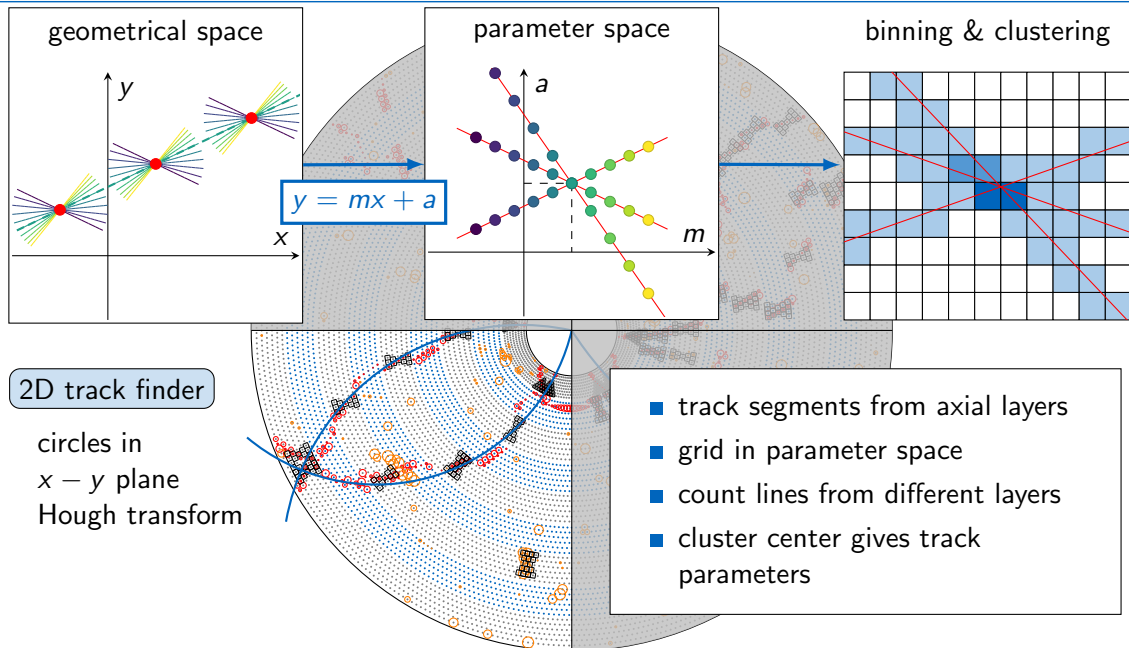 geometrical space
y
x
y = mx + a
parameter space
a
m
binning & clustering
2D track finder
circles in
x − y plane
Hough transform
track segments from axial layers
grid in parameter space
count lines from different layers
cluster center gives track
parameters